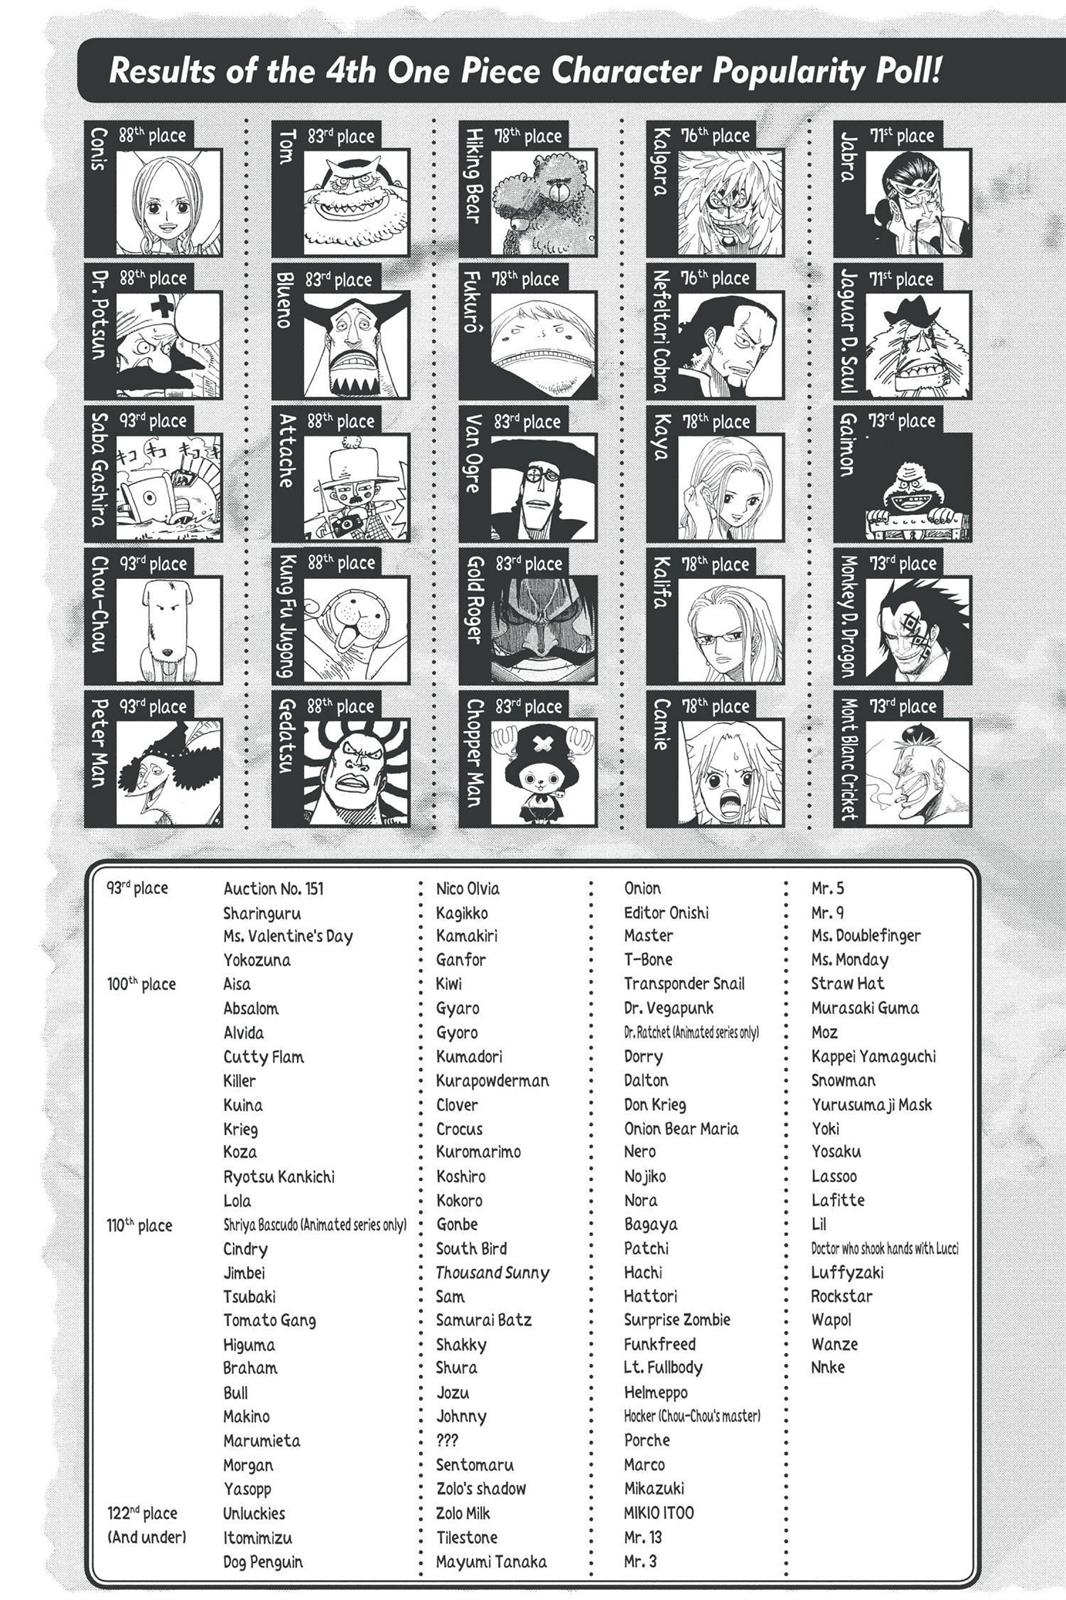 Results of the 4th One Piece Character Popularity Poll!
71st place
Jabra
76th place
Kalgara
78th place
Hiking Bear
83rd place
Tom
88th place
Conis
71st place
Jaguar D. Saul
76th place
Nefeltari Cobra
78th place
Fukurô
83rd place
Blueno
88th place
Dr. Potsun
73rd place
Gaimon
78th place
Kaya
83rd place
Van Ogre
88th place
Attache
93rd place
Saba Gashira
キコ キコ キコ
73rd place
Monkey D. Dragon
78th place
Kalifa
83rd place
Gold Roger
88th place
Kung Fu Jugong
93rd place
Chou-Chou
73rd place
Mont Blanc Cricket
78th place
Camie
83rd place
Chopper Man
88th place
Gedatsu
93rd place
Peter Man
93rd place
Auction No. 151
Sharinguru
Ms. Valentine's Day
Yokozuna
100th place
Aisa
Absalom
Alvida
Cutty Flam
Killer
Kuina
Krieg
Koza
Ryotsu Kankichi
Lola
110th place
Shriya Bascudo (Animated series only)
Cindry
Jimbei
Tsubaki
Tomato Gang
Higuma
Braham
Bull
Makino
Marumieta
Morgan
Yasopp
122nd place
(And under)
Unluckies
Itomimizu
Dog Penguin
Nico Olvia
Kagikko
Kamakiri
Ganfor
Kiwi
Gyaro
Gyoro
Kumadori
Kurapowderman
Clover
Crocus
Kuromarimo
Koshiro
Kokoro
Gonbe
South Bird
Thousand Sunny
Sam
Samurai Batz
Shakky
Shura
Jozu
Johnny
???
Sentomaru
Zolo's shadow
Zolo Milk
Tilestone
Mayumi Tanaka
Onion
Editor Onishi
Master
T-Bone
Transponder Snail
Dr. Vegapunk
Dr. Ratchet (Animated series only)
Dorry
Dalton
Don Krieg
Onion Bear Maria
Nero
Nojiko
Nora
Bagaya
Patchi
Hachi
Hattori
Surprise Zombie
Funkfreed
Lt. Fullbody
Helmeppo
Hocker (Chou-Chou's master)
Porche
Marco
Mikazuki
MIKIO ITOO
Mr. 13
Mr. 3
Mr. 5
Mr. 9
Ms. Doublefinger
Ms. Monday
Straw Hat
Murasaki Guma
Moz
Kappei Yamaguchi
Snowman
Yurusumaji Mask
Yoki
Yosaku
Lassoo
Lafitte
Lil
Doctor who shook hands with Lucci
Luffyzaki
Rockstar
Wapol
Wanze
Nnke